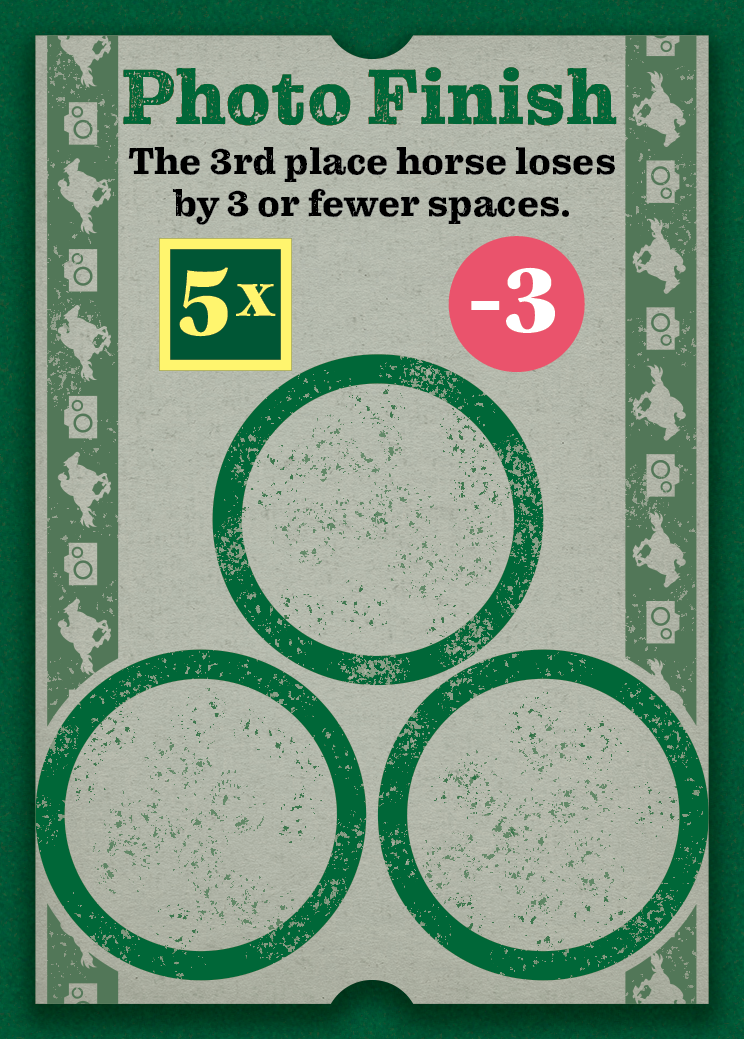 Photo Finish
The 3rd place horse loses
by 3 or fewer spaces.
5x
-3